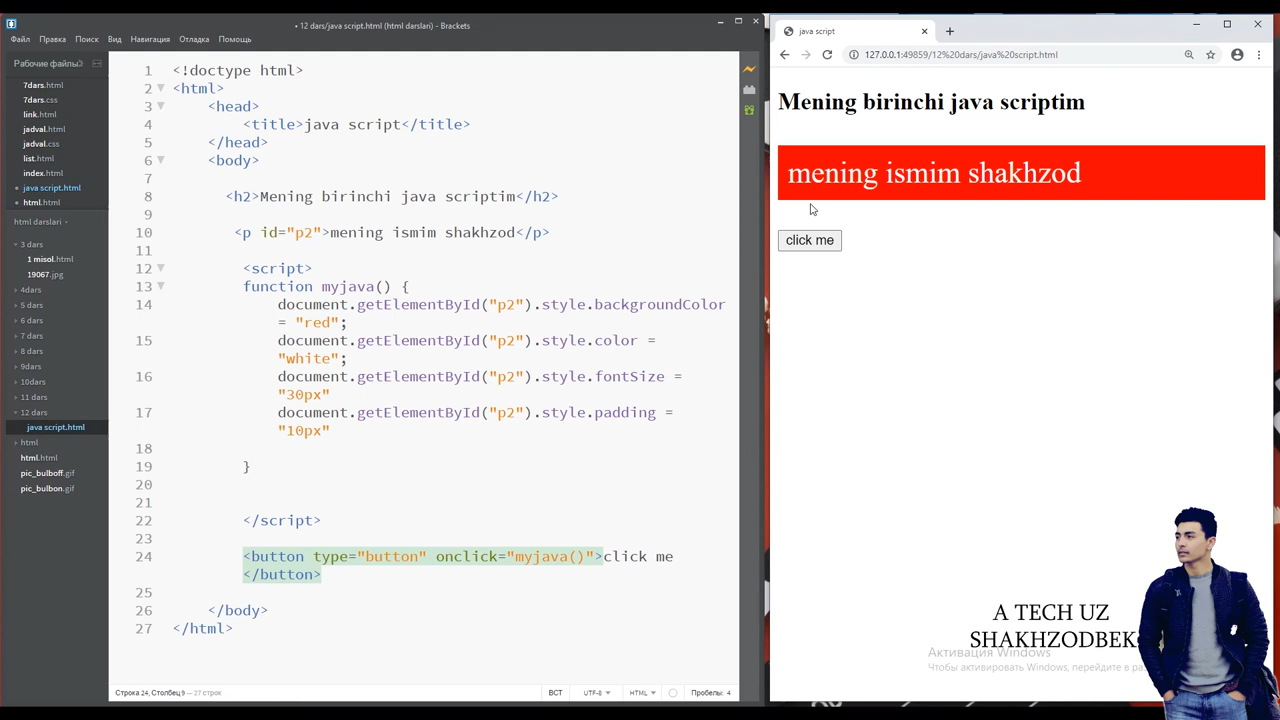 • 12 dars/java script.html (html darslari) - Brackets
Файл Правка Поиск Вид Навигация Отладка Помощь
Рабочие файлы
7dars.html
7dars.css
link.html
jadval.html
jadval.css
list.html
index.html
java script.html
html.html
html darslari
3 dars
1 misol.html
19067.jpg
4dars
5 dars
6 dars
7 dars
8 dars
9dars
10dars
11 dars
12 dars
java script.html
html
html.html
pic_bulboff.gif
pic_bulbon.gif
1 <!doctype html>
2 <html>
3 <head>
4 <title>java script</title>
5 </head>
6 <body>
7
8 <h2>Mening birinchi java scriptim</h2>
9
10 <p id="p2">mening ismim shakhzod</p>
11
12 <script>
13 function myjava() {
14 document.getElementById("p2").style.backgroundColor
= "red";
15 document.getElementById("p2").style.color =
"white";
16 document.getElementById("p2").style.fontSize =
"30px"
17 document.getElementById("p2").style.padding =
"10px"
18
19 }
20
21
22 </script>
23
24 <button type="button" onclick="myjava()">click me
</button>
25
26 </body>
27 </html>
Строка 24, Столбец 9 - 27 строк
ВСТ UTF-8 HTML Пробелы: 4
java script
127.0.0.1:49859/12%20dars/java%20script.html
Mening birinchi java scriptim
mening ismim shakhzod
click me
A TECH UZ
SHAKHZODBEK
Активация Windows
Чтобы активировать Windows, перейдите в